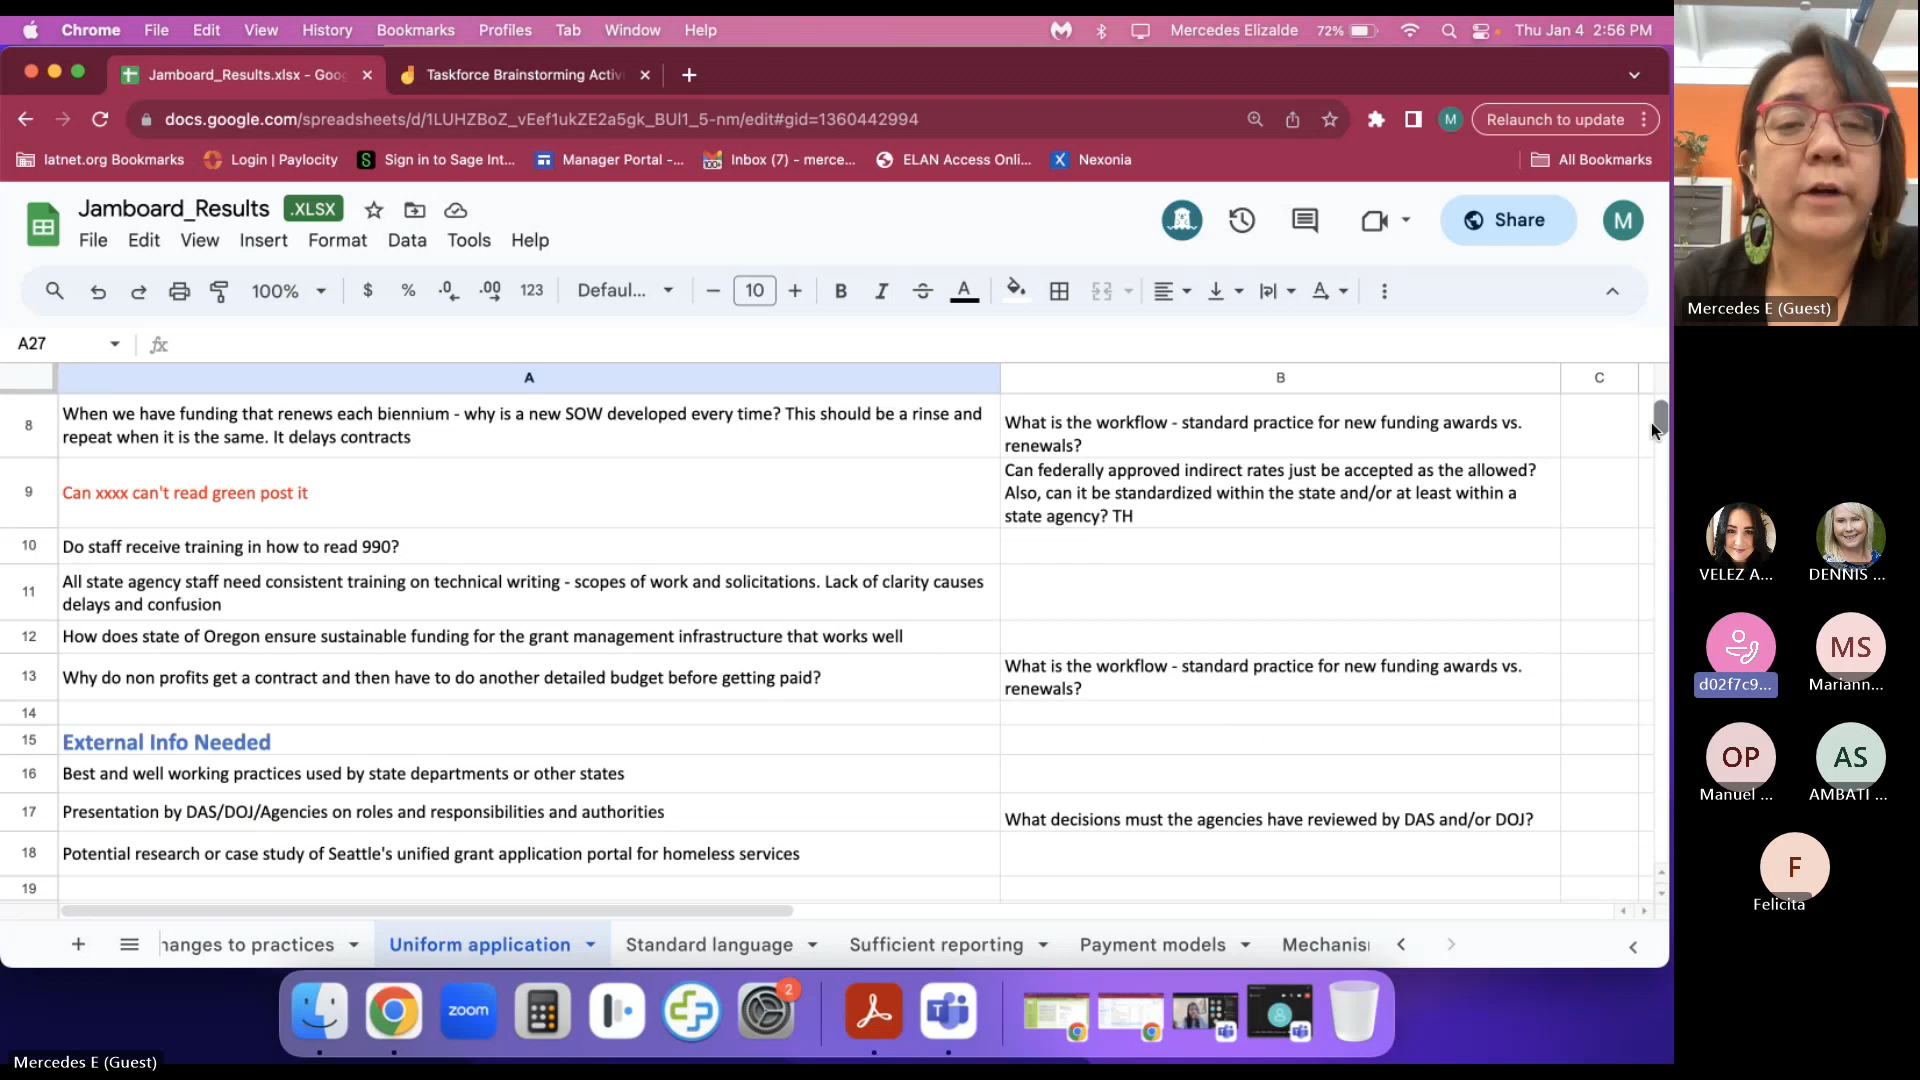 Chrome File Edit View History Bookmarks Profiles Tab Window Help Mercedes Elizalde 72% Thu Jan 4 2:56 PM
Jamboard_Results.xlsx - Goo Taskforce Brainstorming Activi
docs.google.com/spreadsheets/d/1LUHZBoZ_vEef1ukZE2a5gk_BUl1_5-nm/edit#gid=1360442994 M Relaunch to update
latnet.org Bookmarks Login | Paylocity S Sign in to Sage Int... Manager Portal -... Inbox (7) - merce... ELAN Access Onli... X Nexonia All Bookmarks
Jamboard_Results .XLSX
Share M
File Edit View Insert Format Data Tools Help
100% $ % .0 .00 123 Defaul... 10 B I A A
A27 fx
A B C
8 When we have funding that renews each biennium - why is a new SOW developed every time? This should be a rinse and
repeat when it is the same. It delays contracts
What is the workflow - standard practice for new funding awards vs.
renewals?
9 Can xxxx can't read green post it
Can federally approved indirect rates just be accepted as the allowed?
Also, can it be standardized within the state and/or at least within a
state agency? TH
10 Do staff receive training in how to read 990?
11 All state agency staff need consistent training on technical writing - scopes of work and solicitations. Lack of clarity causes
delays and confusion
12 How does state of Oregon ensure sustainable funding for the grant management infrastructure that works well
13 Why do non profits get a contract and then have to do another detailed budget before getting paid?
What is the workflow - standard practice for new funding awards vs.
renewals?
14
15 External Info Needed
16 Best and well working practices used by state departments or other states
17 Presentation by DAS/DOJ/Agencies on roles and responsibilities and authorities
What decisions must the agencies have reviewed by DAS and/or DOJ?
18 Potential research or case study of Seattle's unified grant application portal for homeless services
19
hanges to practices Uniform application Standard language Sufficient reporting Payment models Mechanis
zoom 2
Mercedes E (Guest)
Mercedes E (Guest)
VELEZ A... DENNIS ...
MS
d02f7c9... Mariann...
OP AS
Manuel ... AMBATI ...
F
Felicita